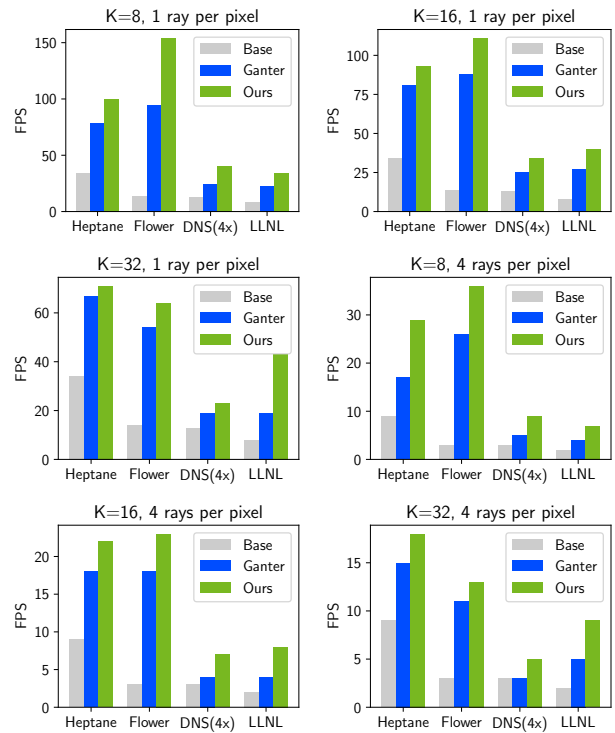 K=8, 1 ray per pixel
FPS
150
100
50
0
Base
Ganter
Ours
Heptane Flower DNS(4x) LLNL
K=16, 1 ray per pixel
FPS
100
75
50
25
0
Base
Ganter
Ours
Heptane Flower DNS(4x) LLNL
K=32, 1 ray per pixel
FPS
60
40
20
0
Base
Ganter
Ours
Heptane Flower DNS(4x) LLNL
K=8, 4 rays per pixel
FPS
30
20
10
0
Base
Ganter
Ours
Heptane Flower DNS(4x) LLNL
K=16, 4 rays per pixel
FPS
20
15
10
5
0
Base
Ganter
Ours
Heptane Flower DNS(4x) LLNL
K=32, 4 rays per pixel
FPS
15
10
5
0
Base
Ganter
Ours
Heptane Flower DNS(4x) LLNL